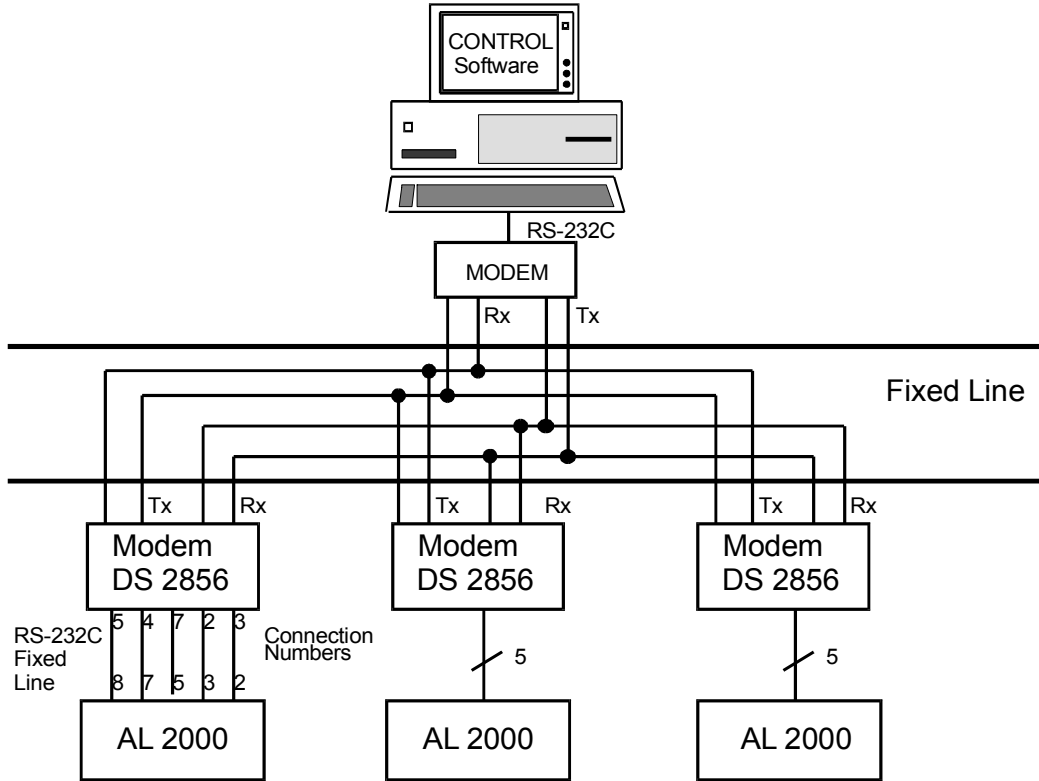 CONTROL
Software
RS-232C
MODEM
Rx
Tx
Fixed Line
Tx
Rx
Tx
Rx
Tx
Rx
Modem
DS 2856
Modem
DS 2856
Modem
DS 2856
5 4 7 2 3
RS-232C
Fixed
Line
Connection
Numbers
8 7 5 3 2
5
5
AL 2000
AL 2000
AL 2000